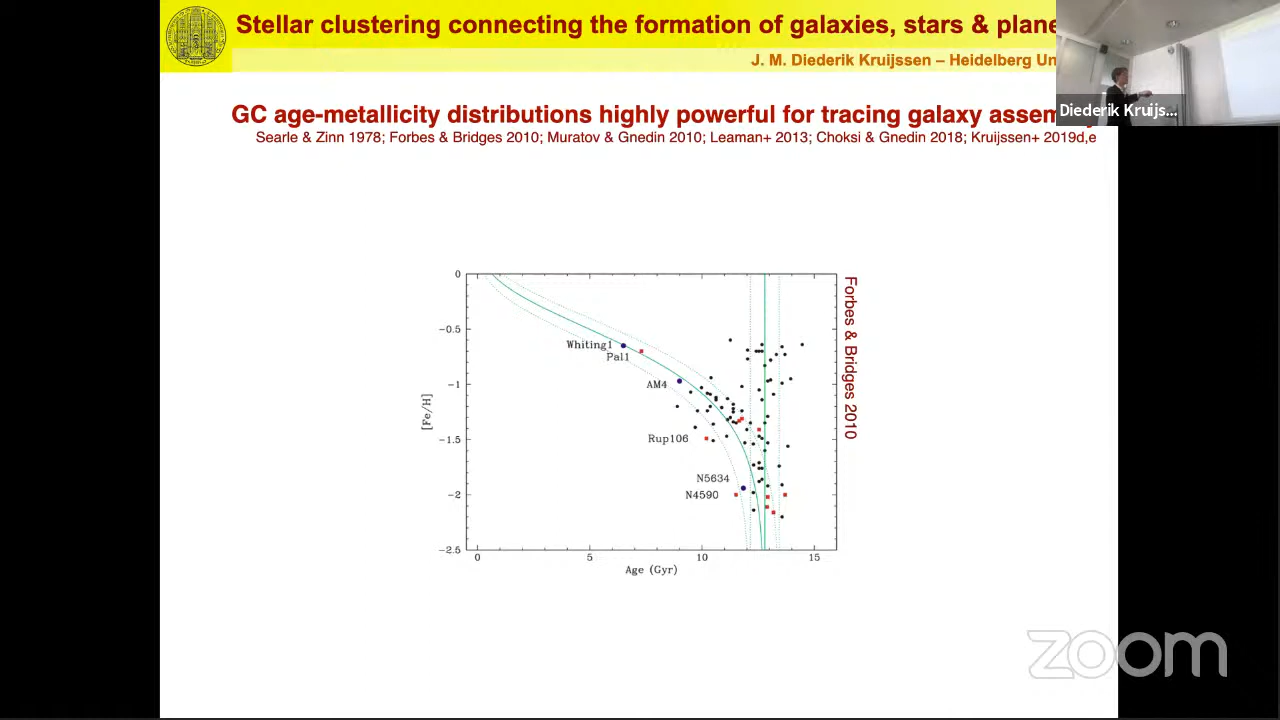 Stellar clustering connecting the formation of galaxies, stars & plane
J. M. Diederik Kruijssen – Heidelberg Un
Diederik Kruijs...
GC age-metallicity distributions highly powerful for tracing galaxy assem
Searle & Zinn 1978; Forbes & Bridges 2010; Muratov & Gnedin 2010; Leaman+ 2013; Choksi & Gnedin 2018; Kruijssen+ 2019d,e
0
−0.5
−1
−1.5
−2
−2.5
[Fe/H]
Whiting1
Pal1
AM4
Rup106
N5634
N4590
0 5 10 15
Age (Gyr)
Forbes & Bridges 2010
zoom